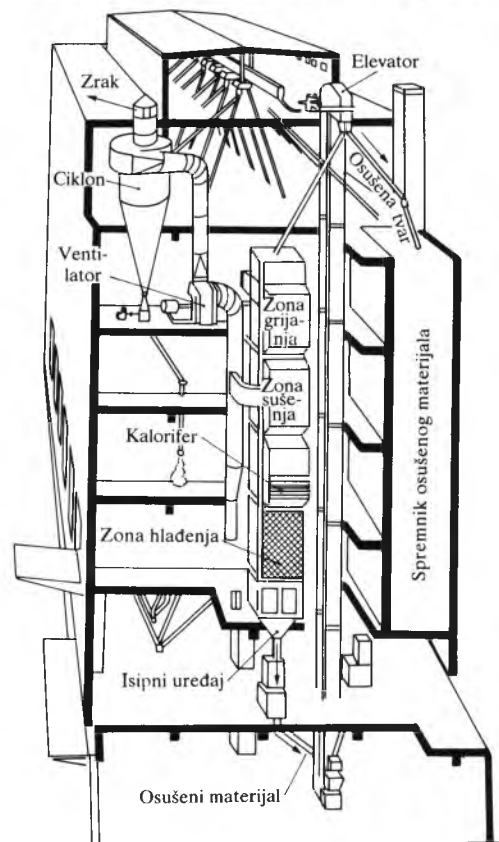 Elevator
Zrak
Osušena
tvar
Ciklon
Venti-
lator
Zona
grija-
nja
Zona
suše-
nja
Kalorifer
Zona hlađenja
Spremnik osušenog materijala
Isipni uređaj
Osušeni materijal